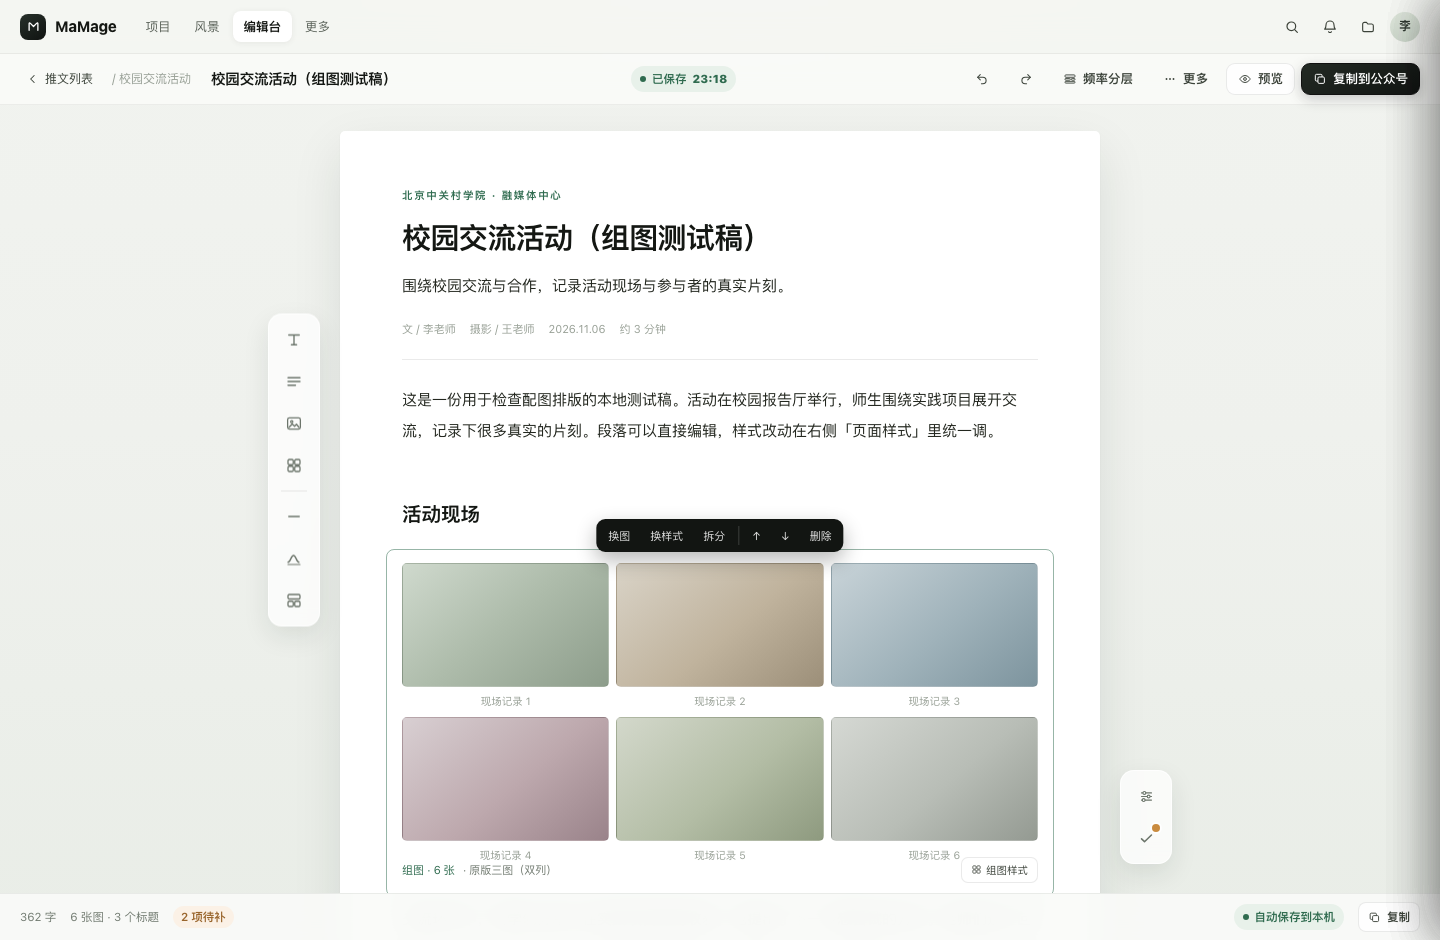 MaMage 项目 风景 编辑台 更多 李
推文列表 / 校园交流活动 校园交流活动（组图测试稿） 已保存 23:18 频率分层 更多 预览 复制到公众号
北京中关村学院 · 融媒体中心
校园交流活动（组图测试稿）
围绕校园交流与合作，记录活动现场与参与者的真实片刻。
文 / 李老师 摄影 / 王老师 2026.11.06 约 3 分钟
这是一份用于检查配图排版的本地测试稿。活动在校园报告厅举行，师生围绕实践项目展开交
流，记录下很多真实的片刻。段落可以直接编辑，样式改动在右侧「页面样式」里统一调。
活动现场
换图 换样式 拆分 ↑ ↓ 删除
现场记录 1 现场记录 2 现场记录 3
现场记录 4 现场记录 5 现场记录 6
组图 · 6 张 · 原版三图（双列） 组图样式
362 字 6 张图 · 3 个标题 2 项待补 自动保存到本机 复制